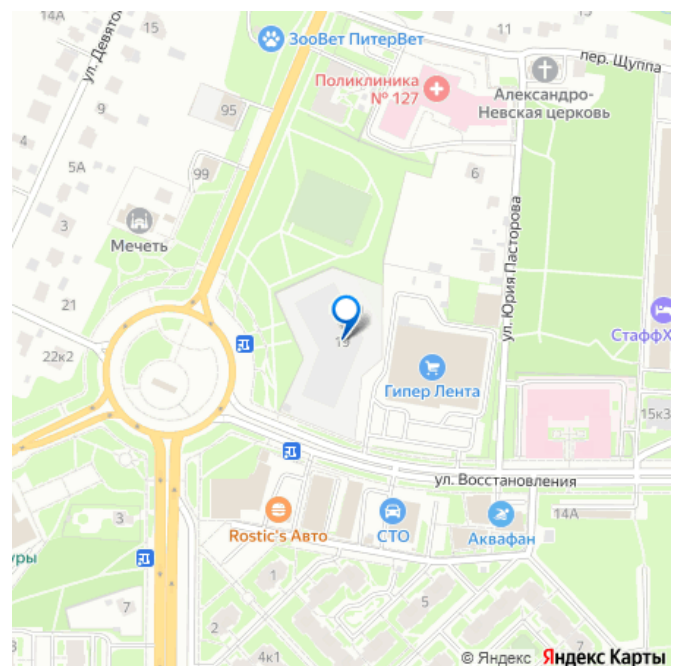 14А
11
ЗооВет ПитерВет
пер. Щуппа
ул. Девято
Поликлиника
№ 127
Александро-
Невская церковь
95
9
4
5А
99
6
3
Мечеть
ул. Юрия Пасторова
21
19
СтаффХ
22к2
Гипер Лента
15к3
ул. Восстановления
3
Rostic's Авто
СТО
Аквафан
14А
уры
1
5
7
2
4к1
7
© Яндекс Яндекс Карты